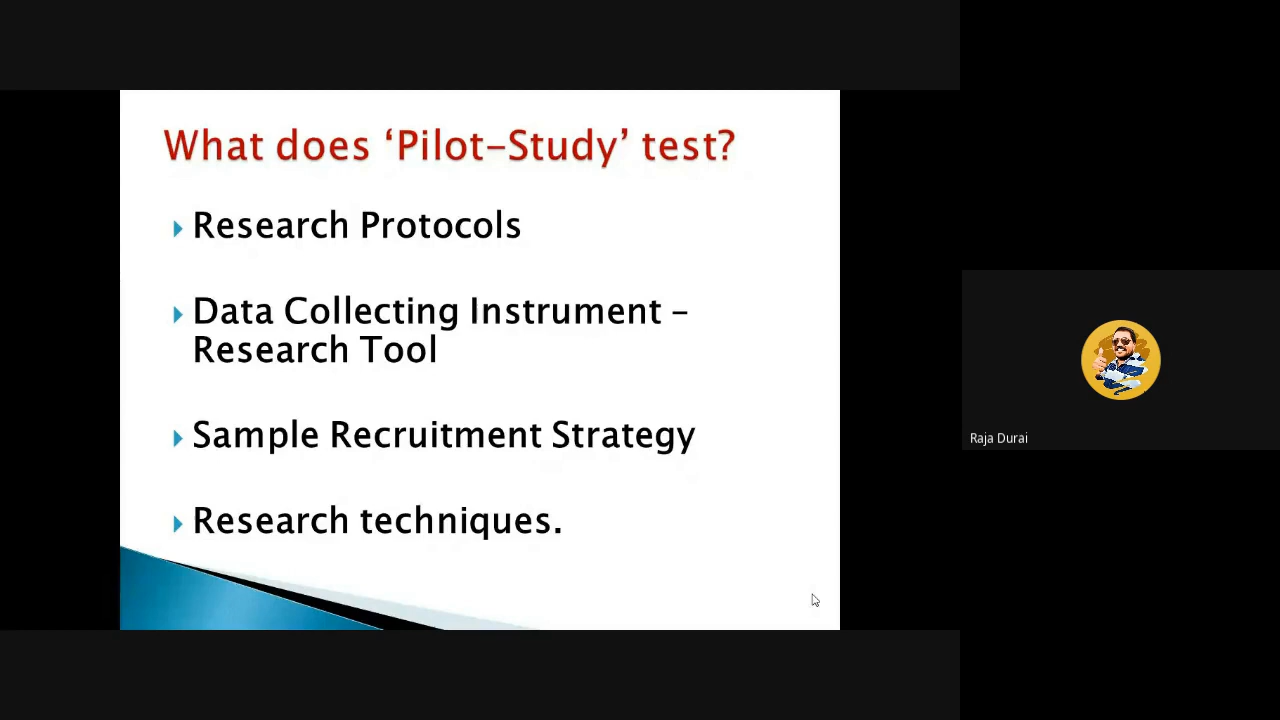 What does ‘Pilot-Study’ test?
Research Protocols
Data Collecting Instrument –
Research Tool
Sample Recruitment Strategy
Research techniques.
Raja Durai